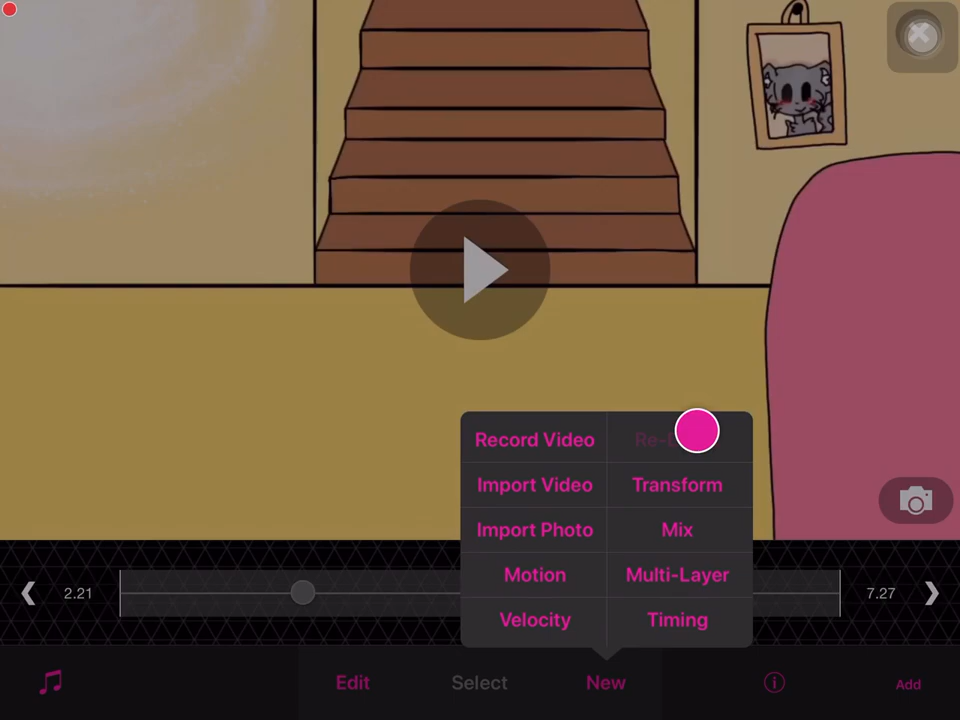 Record Video
Import Video
Transform
Import Photo
Mix
Motion
Multi-Layer
Velocity
Timing
2.21
7.27
Edit
Select
New
Add